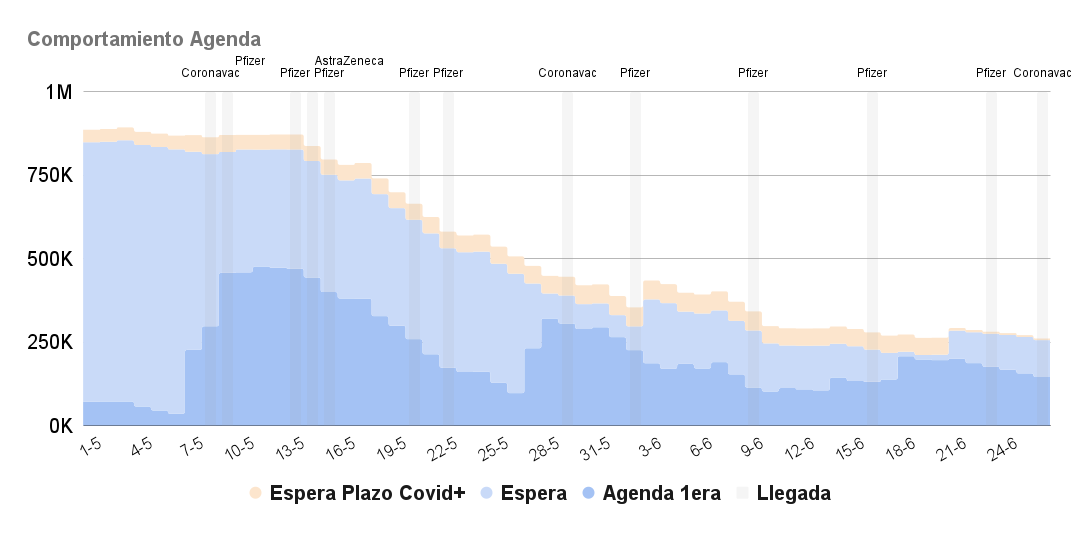 Comportamiento Agenda
Pfizer AstraZeneca
Coronavac Pfizer Pfizer Pfizer Pfizer Coronavac Pfizer Pfizer Pfizer Pfizer Coronavac
1M
750K
500K
250K
0K
1-5 4-5 7-5 10-5 13-5 16-5 19-5 22-5 25-5 28-5 31-5 3-6 6-6 9-6 12-6 15-6 18-6 21-6 24-6
Espera Plazo Covid+ Espera Agenda 1era Llegada